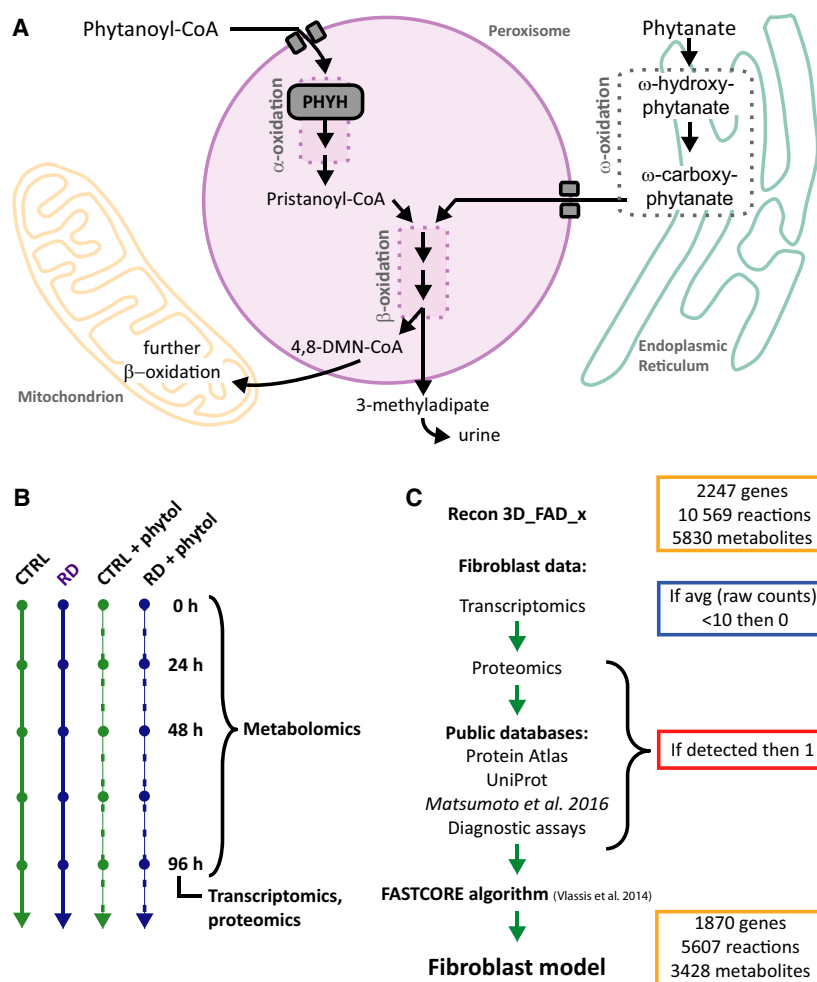 A
Phytanoyl-CoA
Peroxisome
Phytanate
PHYH
α-oxidation
ω-oxidation
ω-hydroxy-
phytanate
ω-carboxy-
phytanate
Pristanoyl-CoA
β-oxidation
4,8-DMN-CoA
further
β–oxidation
Mitochondrion
Endoplasmic
Reticulum
3-methyladipate
urine
B
CTRL
RD
CTRL + phytol
RD + phytol
0 h
24 h
48 h
96 h
Metabolomics
Transcriptomics,
proteomics
C
Recon 3D_FAD_x
2247 genes
10 569 reactions
5830 metabolites
Fibroblast data:
Transcriptomics
If avg (raw counts)
<10 then 0
Proteomics
Public databases:
Protein Atlas
UniProt
Matsumoto et al. 2016
Diagnostic assays
If detected then 1
FASTCORE algorithm (Vlassis et al. 2014)
Fibroblast model
1870 genes
5607 reactions
3428 metabolites